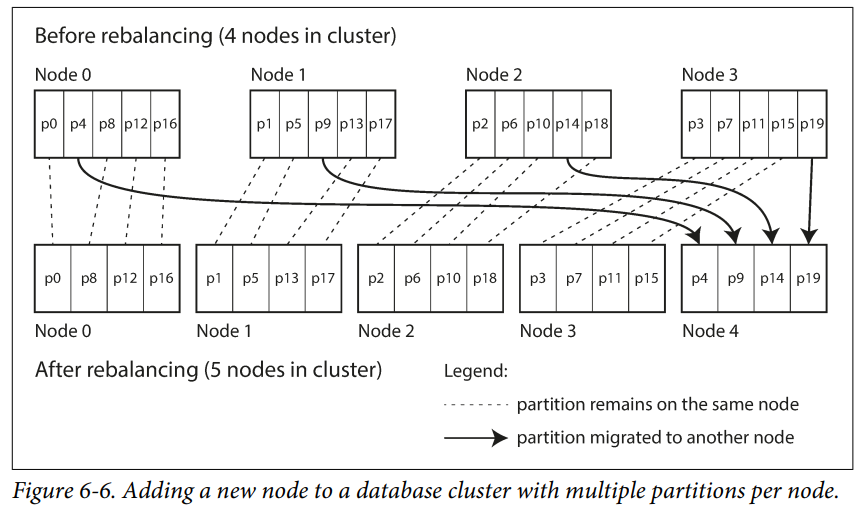 Before rebalancing (4 nodes in cluster)
Node 0 Node 1 Node 2 Node 3
p0 p4 p8 p12 p16 p1 p5 p9 p13 p17 p2 p6 p10 p14 p18 p3 p7 p11 p15 p19
p0 p8 p12 p16 p1 p5 p13 p17 p2 p6 p10 p18 p3 p7 p11 p15 p4 p9 p14 p19
Node 0 Node 1 Node 2 Node 3 Node 4
After rebalancing (5 nodes in cluster)
Legend:
partition remains on the same node
partition migrated to another node
Figure 6-6. Adding a new node to a database cluster with multiple partitions per node.